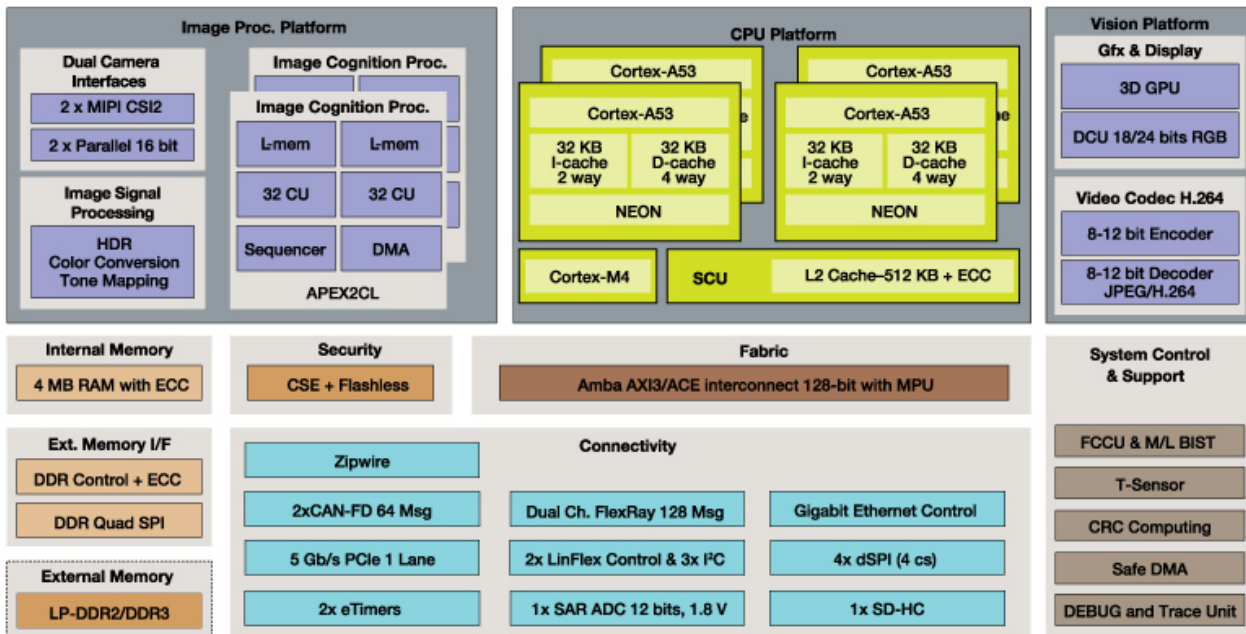 Image Proc. Platform
Dual Camera
Interfaces
2 x MIPI CSI2
2 x Parallel 16 bit
Image Signal
Processing
HDR
Color Conversion
Tone Mapping
Image Cognition Proc.
Image Cognition Proc.
L-mem
L-mem
32 CU
32 CU
Sequencer
DMA
APEX2CL
CPU Platform
Cortex-A53
Cortex-A53
32 KB
I-cache
2 way
32 KB
D-cache
4 way
NEON
Cortex-A53
Cortex-A53
32 KB
I-cache
2 way
32 KB
D-cache
4 way
NEON
Cortex-M4
SCU
L2 Cache–512 KB + ECC
Vision Platform
Gfx & Display
3D GPU
DCU 18/24 bits RGB
Video Codec H.264
8-12 bit Encoder
8-12 bit Decoder
JPEG/H.264
Internal Memory
4 MB RAM with ECC
Security
CSE + Flashless
Fabric
Amba AXI3/ACE interconnect 128-bit with MPU
Ext. Memory I/F
DDR Control + ECC
DDR Quad SPI
External Memory
LP-DDR2/DDR3
Connectivity
Zipwire
2xCAN-FD 64 Msg
Dual Ch. FlexRay 128 Msg
Gigabit Ethernet Control
5 Gb/s PCIe 1 Lane
2x LinFlex Control & 3x I²C
4x dSPI (4 cs)
2x eTimers
1x SAR ADC 12 bits, 1.8 V
1x SD-HC
System Control
& Support
FCCU & M/L BIST
T-Sensor
CRC Computing
Safe DMA
DEBUG and Trace Unit